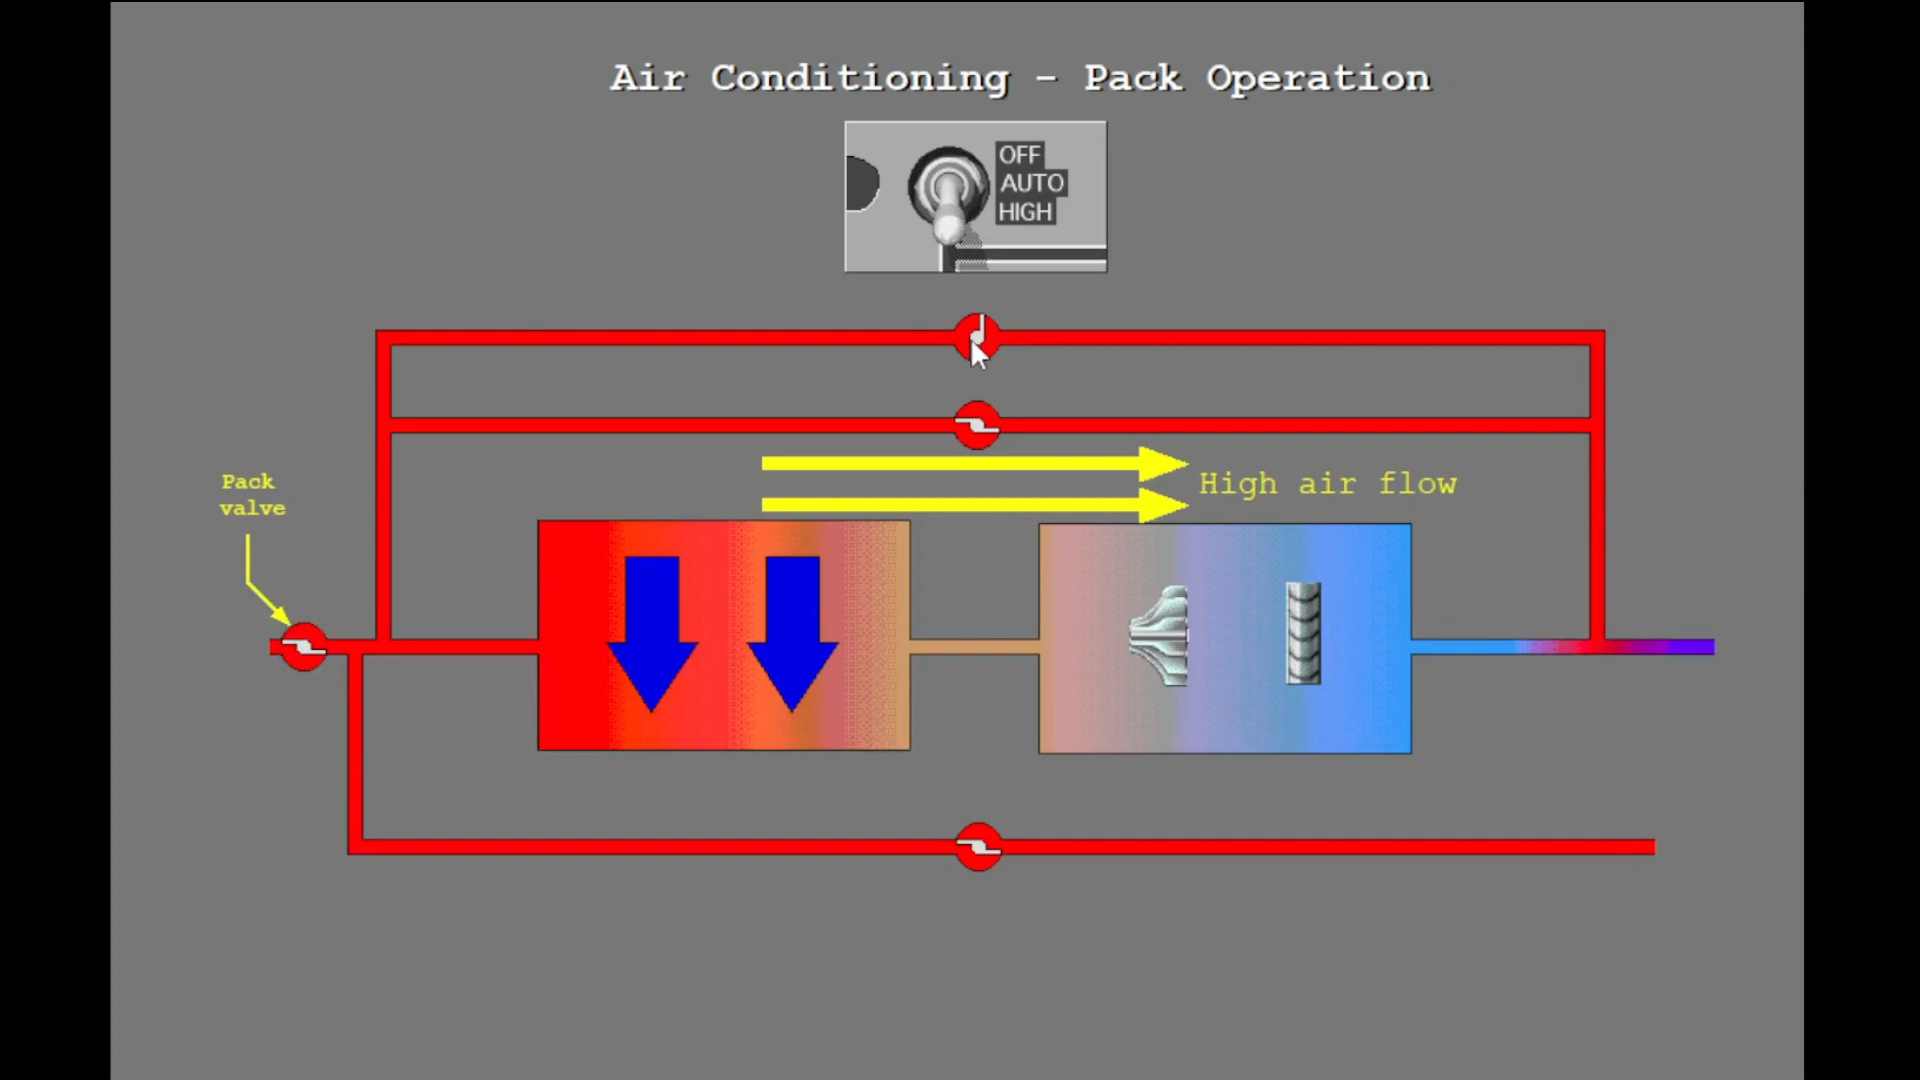 Air Conditioning - Pack Operation
OFF
AUTO
HIGH
Pack
valve
High air flow